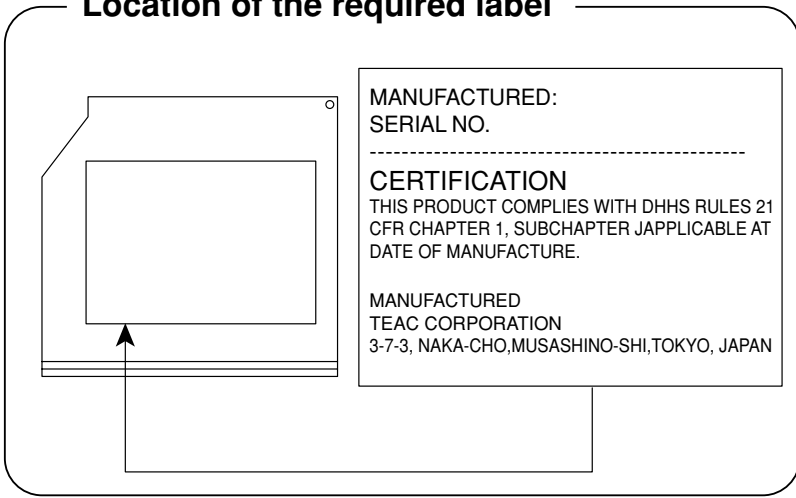 Location of the required label
MANUFACTURED:
SERIAL NO.
CERTIFICATION
THIS PRODUCT COMPLIES WITH DHHS RULES 21
CFR CHAPTER 1, SUBCHAPTER JAPPLICABLE AT
DATE OF MANUFACTURE.
MANUFACTURED
TEAC CORPORATION
3-7-3, NAKA-CHO,MUSASHINO-SHI,TOKYO, JAPAN